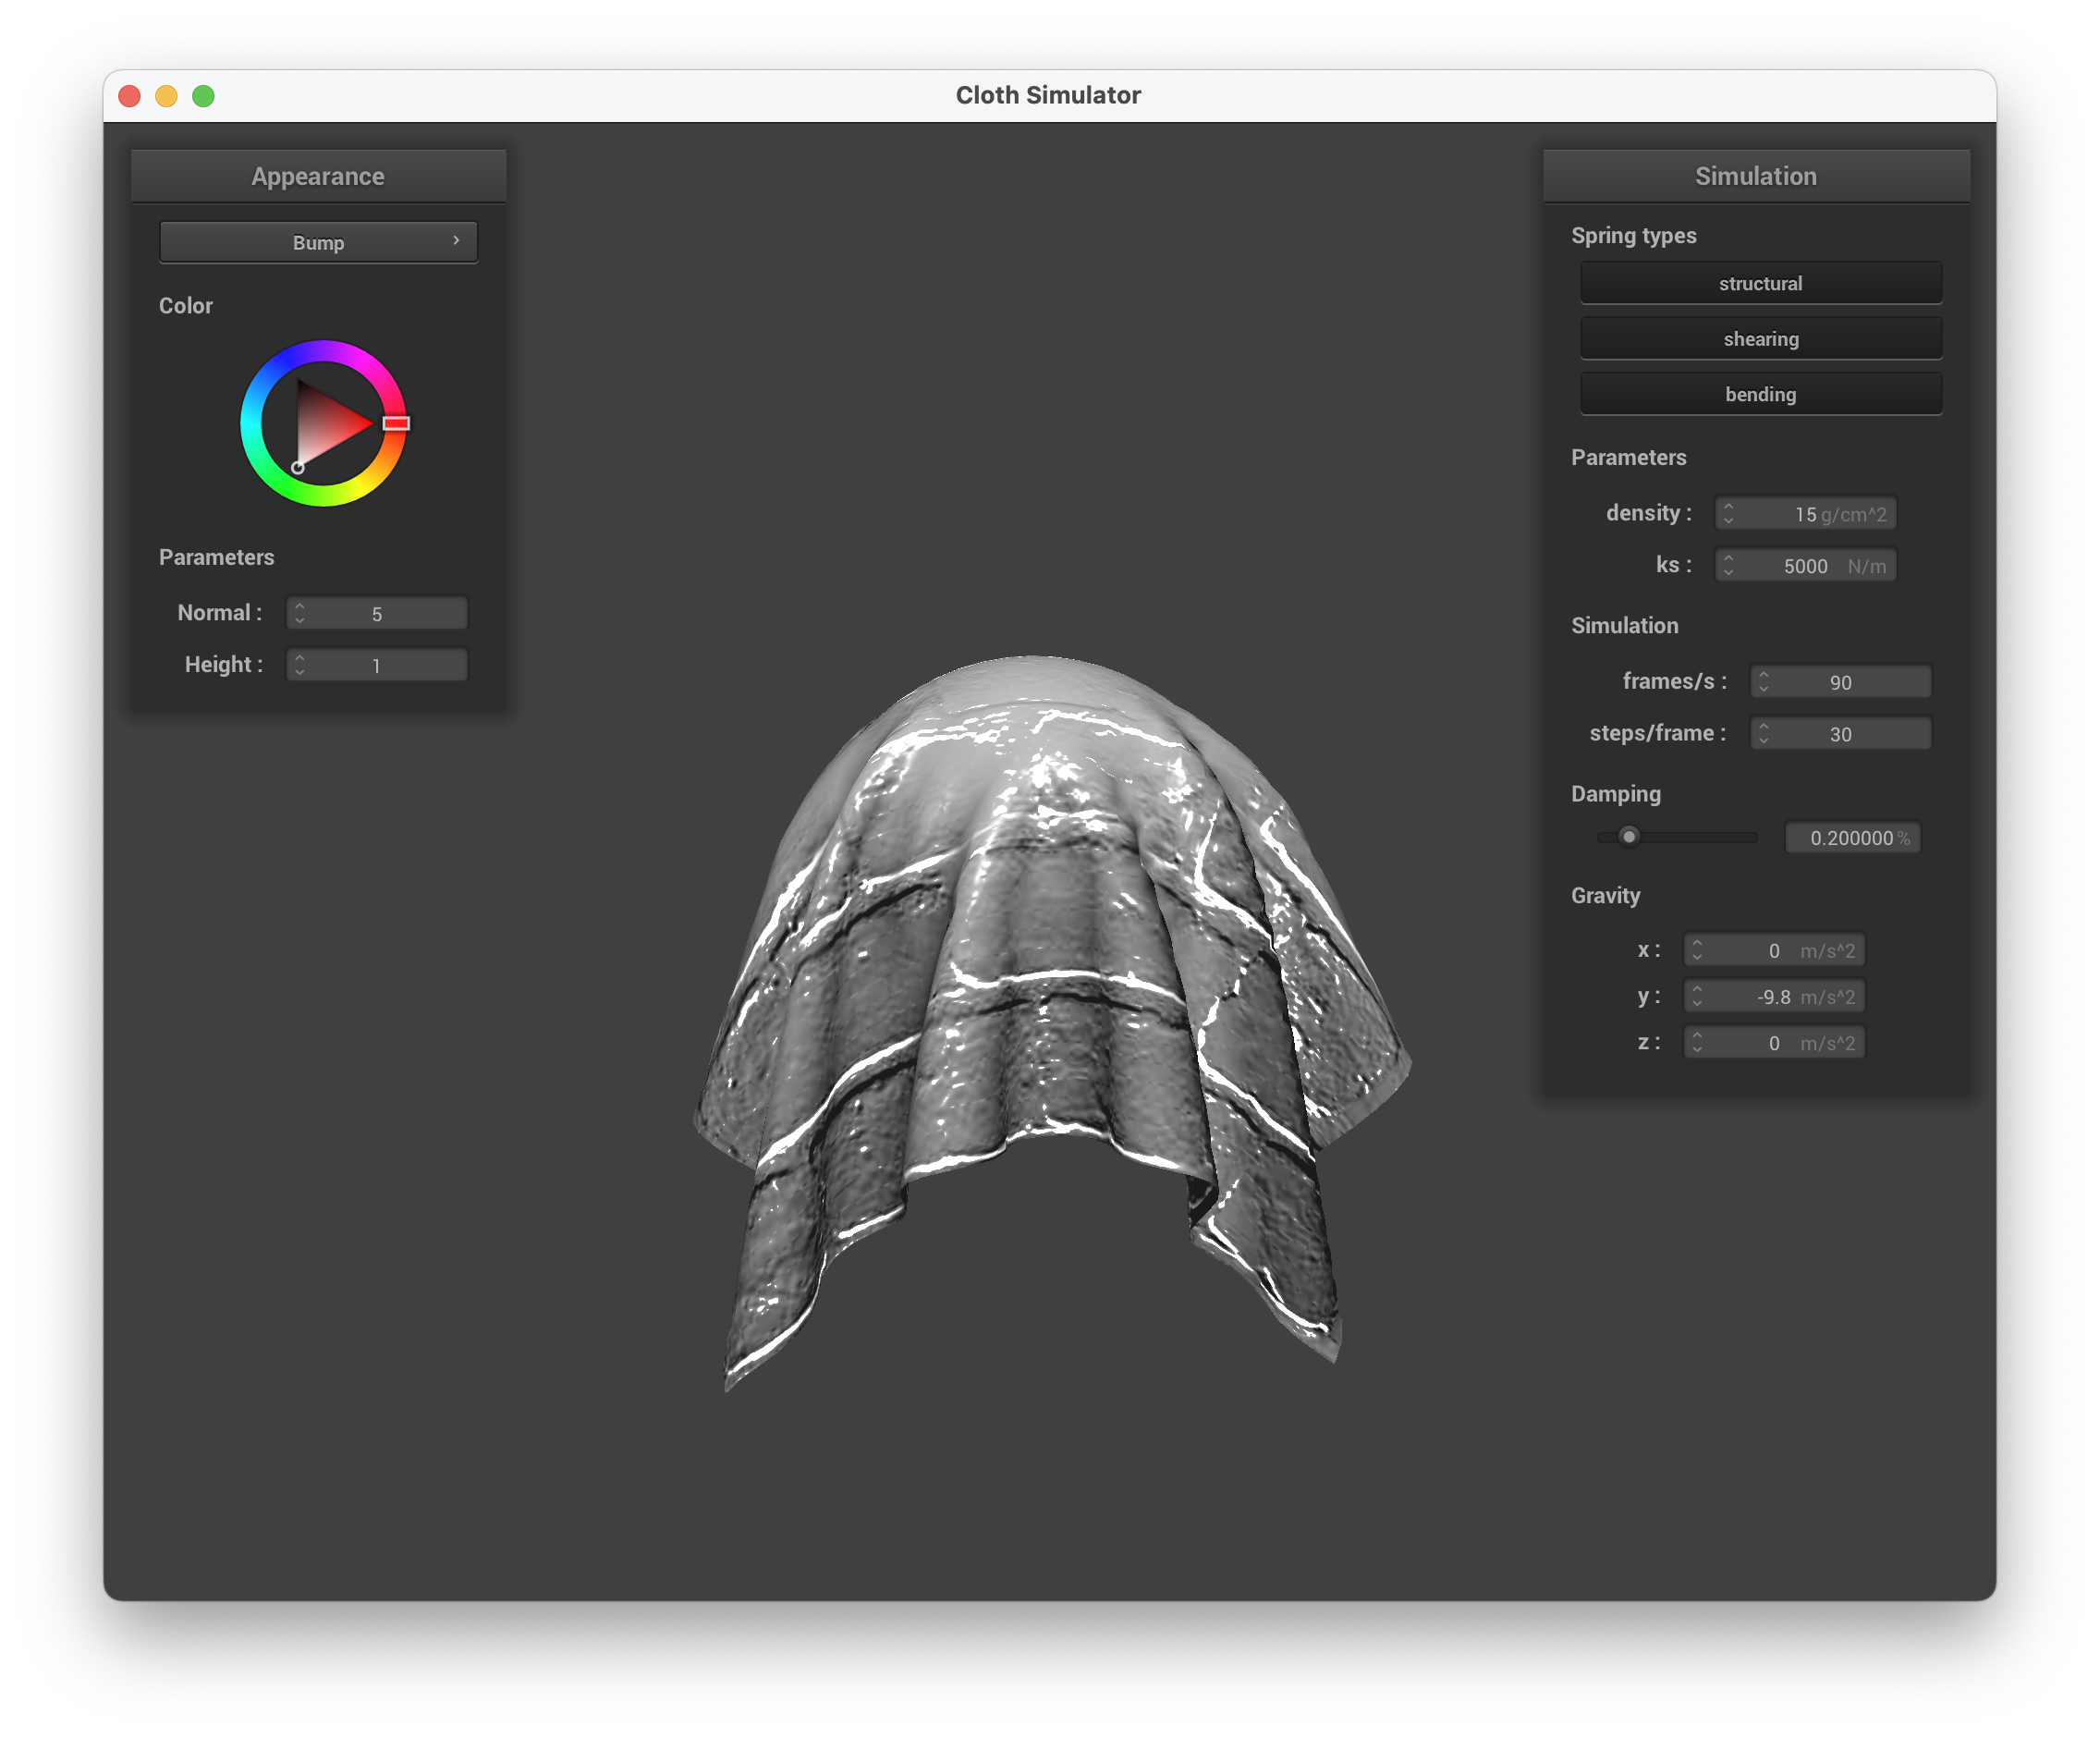 Cloth Simulator
Appearance
Bump
Color
Parameters
Normal : 5
Height : 1
Simulation
Spring types
structural
shearing
bending
Parameters
density : 15 g/cm^2
ks : 5000 N/m
Simulation
frames/s : 90
steps/frame : 30
Damping
0.200000 %
Gravity
x : 0 m/s^2
y : -9.8 m/s^2
z : 0 m/s^2